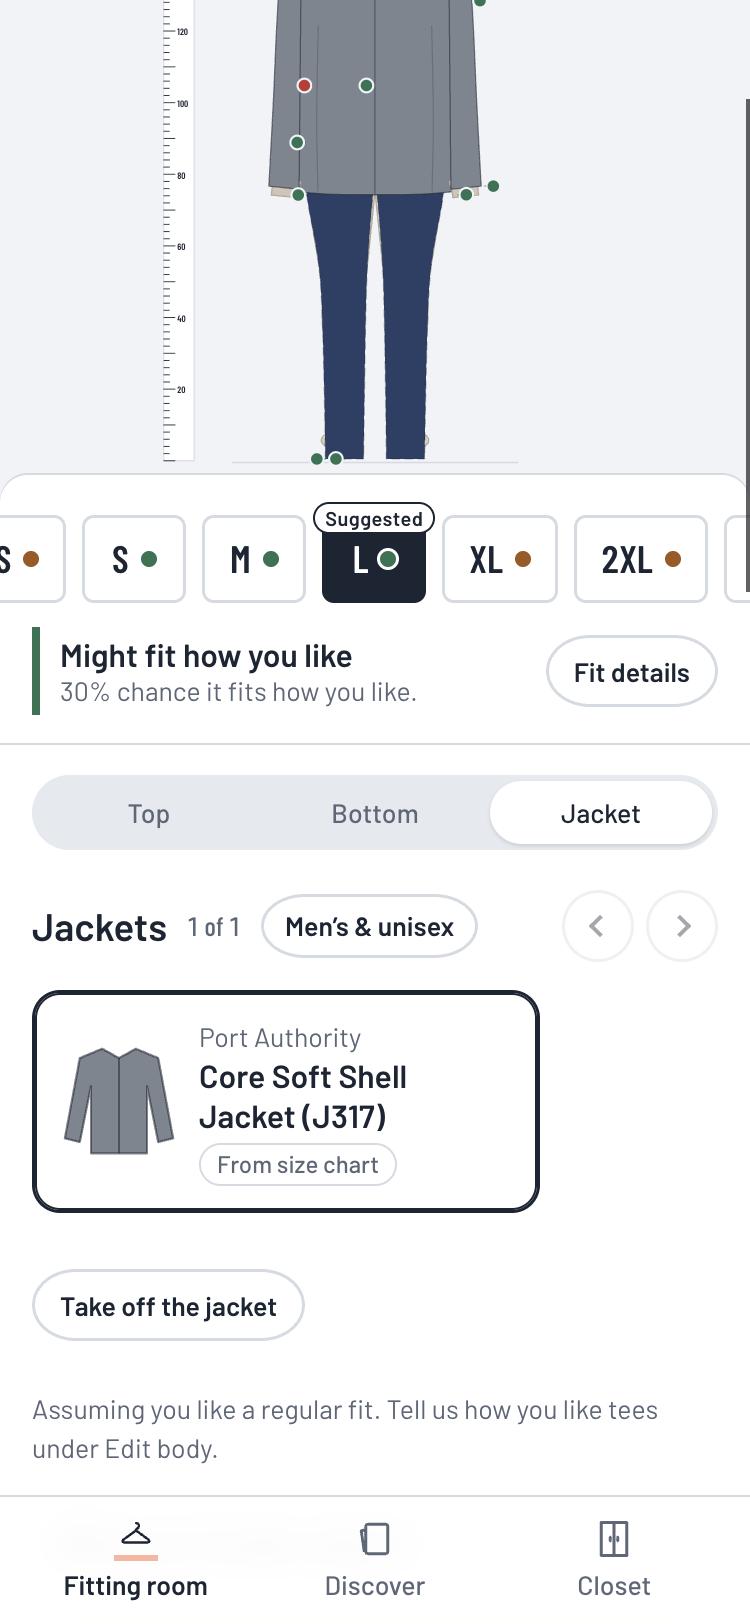 120
100
80
60
40
20
Suggested
S
S
M
L
XL
2XL
Might fit how you like
30% chance it fits how you like.
Fit details
Top
Bottom
Jacket
Jackets
1 of 1
Men’s & unisex
Port Authority
Core Soft Shell
Jacket (J317)
From size chart
Take off the jacket
Assuming you like a regular fit. Tell us how you like tees
under Edit body.
Fitting room
Discover
Closet